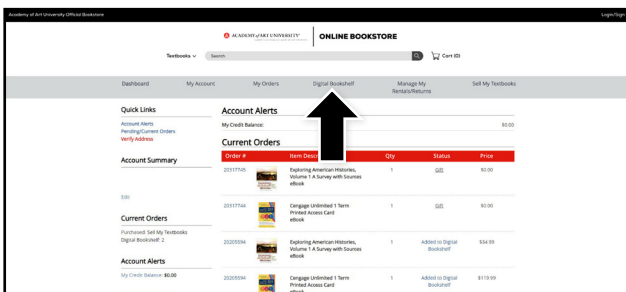 Academy of Art University Official Bookstore
Login/Sign
ACADEMY of ART UNIVERSITY
ONLINE BOOKSTORE
Textbooks
Search
Cart (0)
Dashboard
My Account
My Orders
Digital Bookshelf
Manage My
Rentals/Returns
Sell My Textbooks
Quick Links
Account Alerts
Pending/Current Orders
Verify Address
Account Summary
Edit
Current Orders
Purchased: Sell My Textbooks
Digital Bookshelf: 2
Account Alerts
My Credit Balance: $0.00
Account Alerts
My Credit Balance:
$0.00
Current Orders
Order # Item Qty Status Price
20317745 Exploring American Histories, 1 Gift $0.00
Volume 1 A Survey with Sources
eBook
20317744 Cengage Unlimited 1 Term 1 Gift $0.00
Printed Access Card
eBook
20205594 Exploring American Histories, 1 Added to Digital $34.99
Volume 1 A Survey with Sources Bookshelf
eBook
20205594 Cengage Unlimited 1 Term 1 Added to Digital $119.99
Printed Access Card Bookshelf
eBook